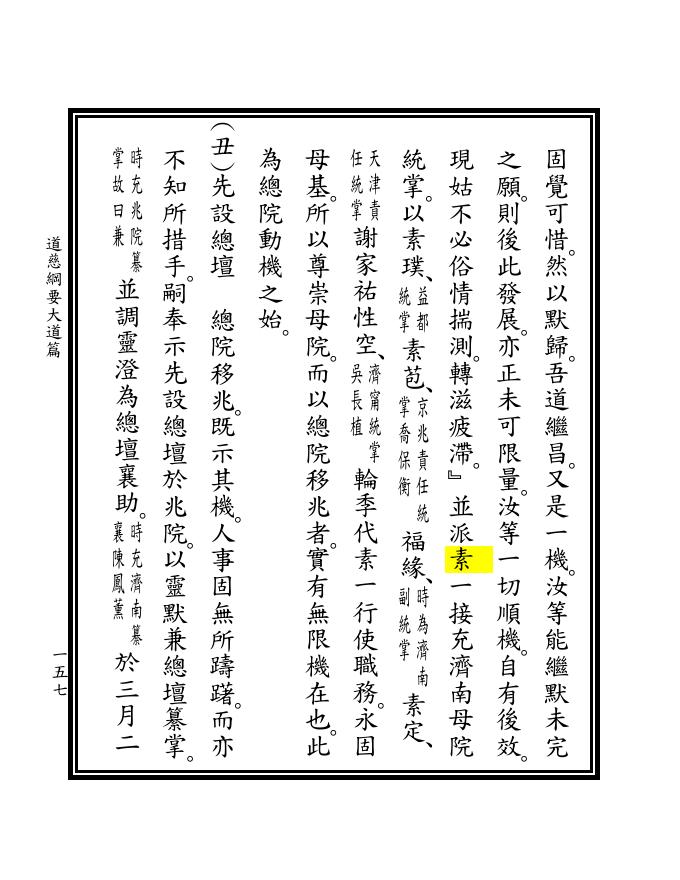 固覺可惜。然以默歸。吾道繼昌。又是一機。汝等能繼默未完
之願。則後此發展。亦正未可限量。汝等一切順機。自有後效。
現姑不必俗情揣測。轉滋疲滯。』並派素一接充濟南母院
統掌。以素璞、益都統掌素苞、京兆責任統掌喬保衡福緣、時為濟南副統掌素定、
天津責任統掌謝家祐性空、濟甯統掌吳長植輪季代素一行使職務。永固
母基。所以尊崇母院。而以總院移兆者。實有無限機在也。此
為總院動機之始。
(丑)先設總壇 總院移兆。既示其機。人事固無所躊躇。而亦
不知所措手。嗣奉示先設總壇於兆院。以靈默兼總壇纂掌。
時充兆院纂掌故曰兼並調靈澄為總壇襄助。時充濟南纂襄陳鳳薰於三月二
道慈綱要大道篇
一五七